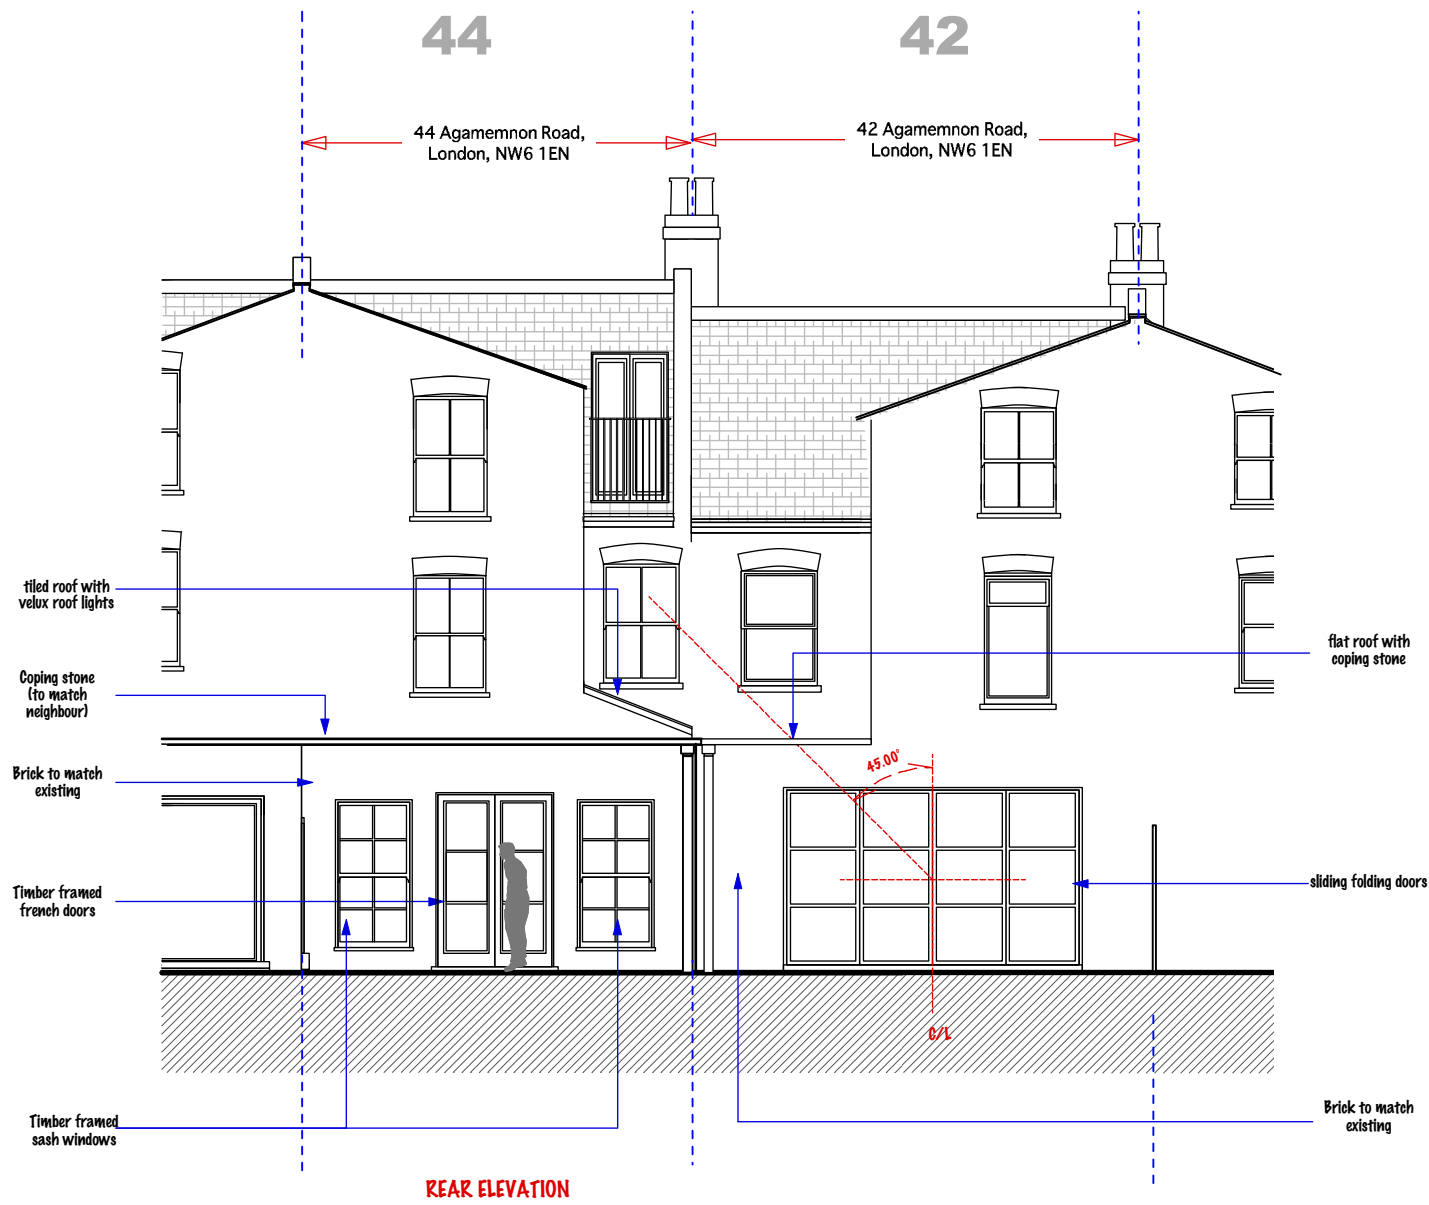 44
42
44 Agamemnon Road,
London, NW6 1EN
42 Agamemnon Road,
London, NW6 1EN
tiled roof with
velux roof lights
flat roof with
coping stone
Coping stone
(to match
neighbour)
45.00°
Brick to match
existing
sliding folding doors
Timber framed
french doors
C/L
Timber framed
sash windows
Brick to match
existing
REAR ELEVATION